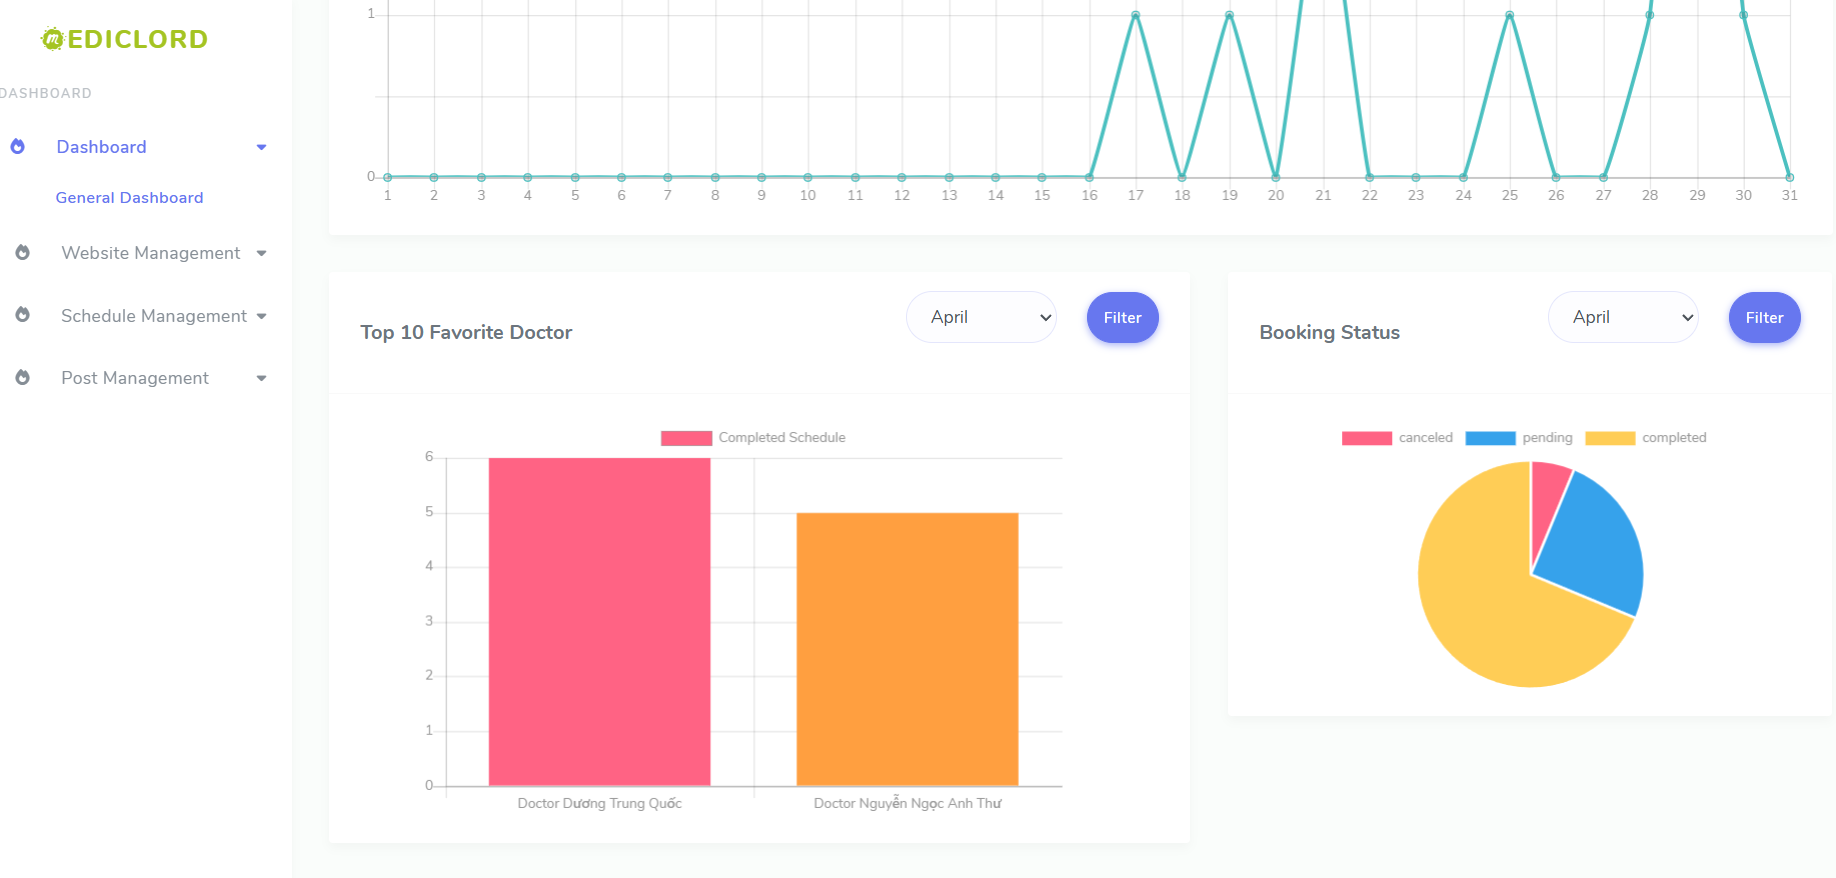 mEDICLORD
DASHBOARD
Dashboard
General Dashboard
Website Management
Schedule Management
Post Management
1
0
1 2 3 4 5 6 7 8 9 10 11 12 13 14 15 16 17 18 19 20 21 22 23 24 25 26 27 28 29 30 31
Top 10 Favorite Doctor
April
Filter
Completed Schedule
6
5
4
3
2
1
0
Doctor Dương Trung Quốc Doctor Nguyễn Ngọc Anh Thư
Booking Status
April
Filter
canceled pending completed